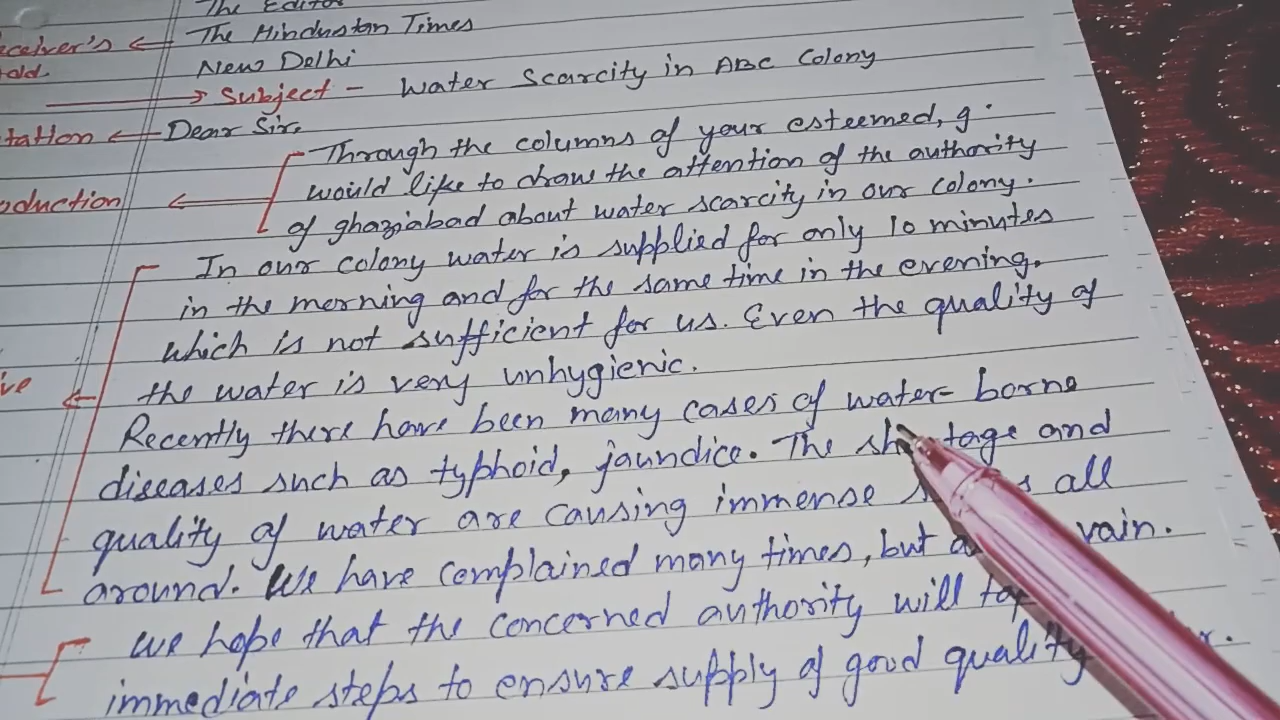 The Editor
ceiver's ← The Hindustan Times
add. New Delhi
→ Subject - Water Scarcity in ABC Colony
tation ← Dear Sir,
Through the columns of your esteemed, I
oduction ← would like to draw the attention of the authority
of ghaziabad about water scarcity in our colony.
In our colony water is supplied for only 10 minutes
in the morning and for the same time in the evening.
which is not sufficient for us. Even the quality of
ve ← the water is very unhygienic.
Recently there have been many cases of water-borne
diseases such as typhoid, jaundice. The sh tage and
quality of water are causing immense all
around. We have complained many times, but vain.
We hope that the concerned authority will
immediate steps to ensure supply of good quality